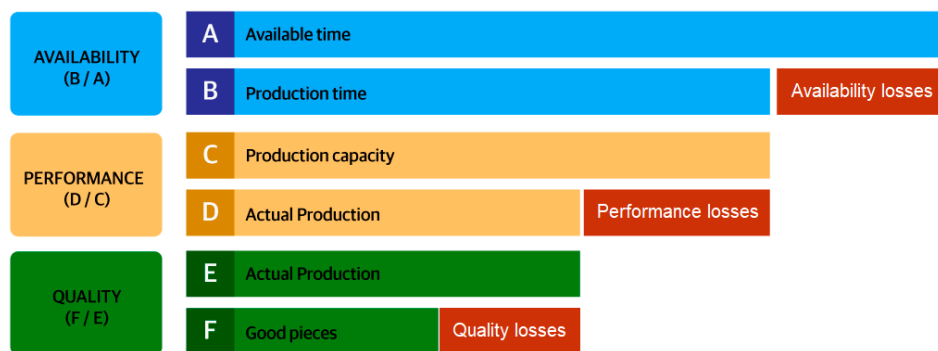 AVAILABILITY
(B / A)
A
Available time
B
Production time
Availability losses
PERFORMANCE
(D / C)
C
Production capacity
D
Actual Production
Performance losses
QUALITY
(F / E)
E
Actual Production
F
Good pieces
Quality losses